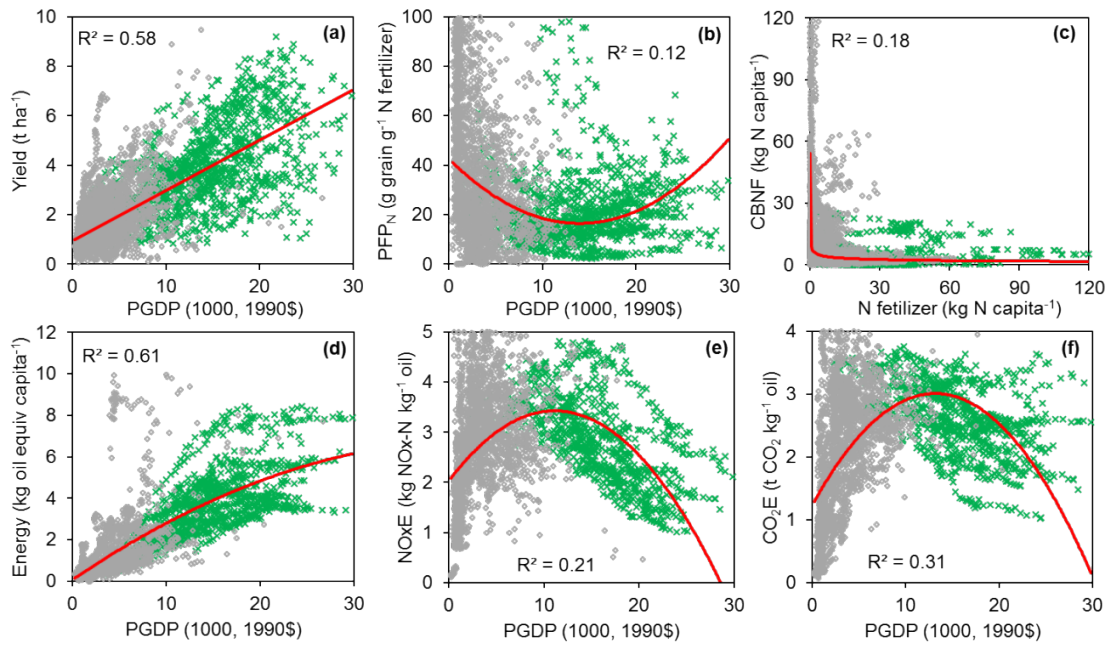 R² = 0.58
(a)
Yield (t ha⁻¹)
10
8
6
4
2
0
0 10 20 30
PGDP (1000, 1990$)
R² = 0.12
(b)
PFP_N (g grain g⁻¹ N fertilizer)
100
80
60
40
20
0
0 10 20 30
PGDP (1000, 1990$)
R² = 0.18
(c)
CBNF (kg N capita⁻¹)
120
90
60
30
0
0 30 60 90 120
N fetilizer (kg N capita⁻¹)
R² = 0.61
(d)
Energy (kg oil equiv capita⁻¹)
12
10
8
6
4
2
0
0 10 20 30
PGDP (1000, 1990$)
(e)
NOxE (kg NOx-N kg⁻¹ oil)
5
4
3
2
1
0
R² = 0.21
0 10 20 30
PGDP (1000, 1990$)
(f)
CO₂E (t CO₂ kg⁻¹ oil)
4
3
2
1
0
R² = 0.31
0 10 20 30
PGDP (1000, 1990$)